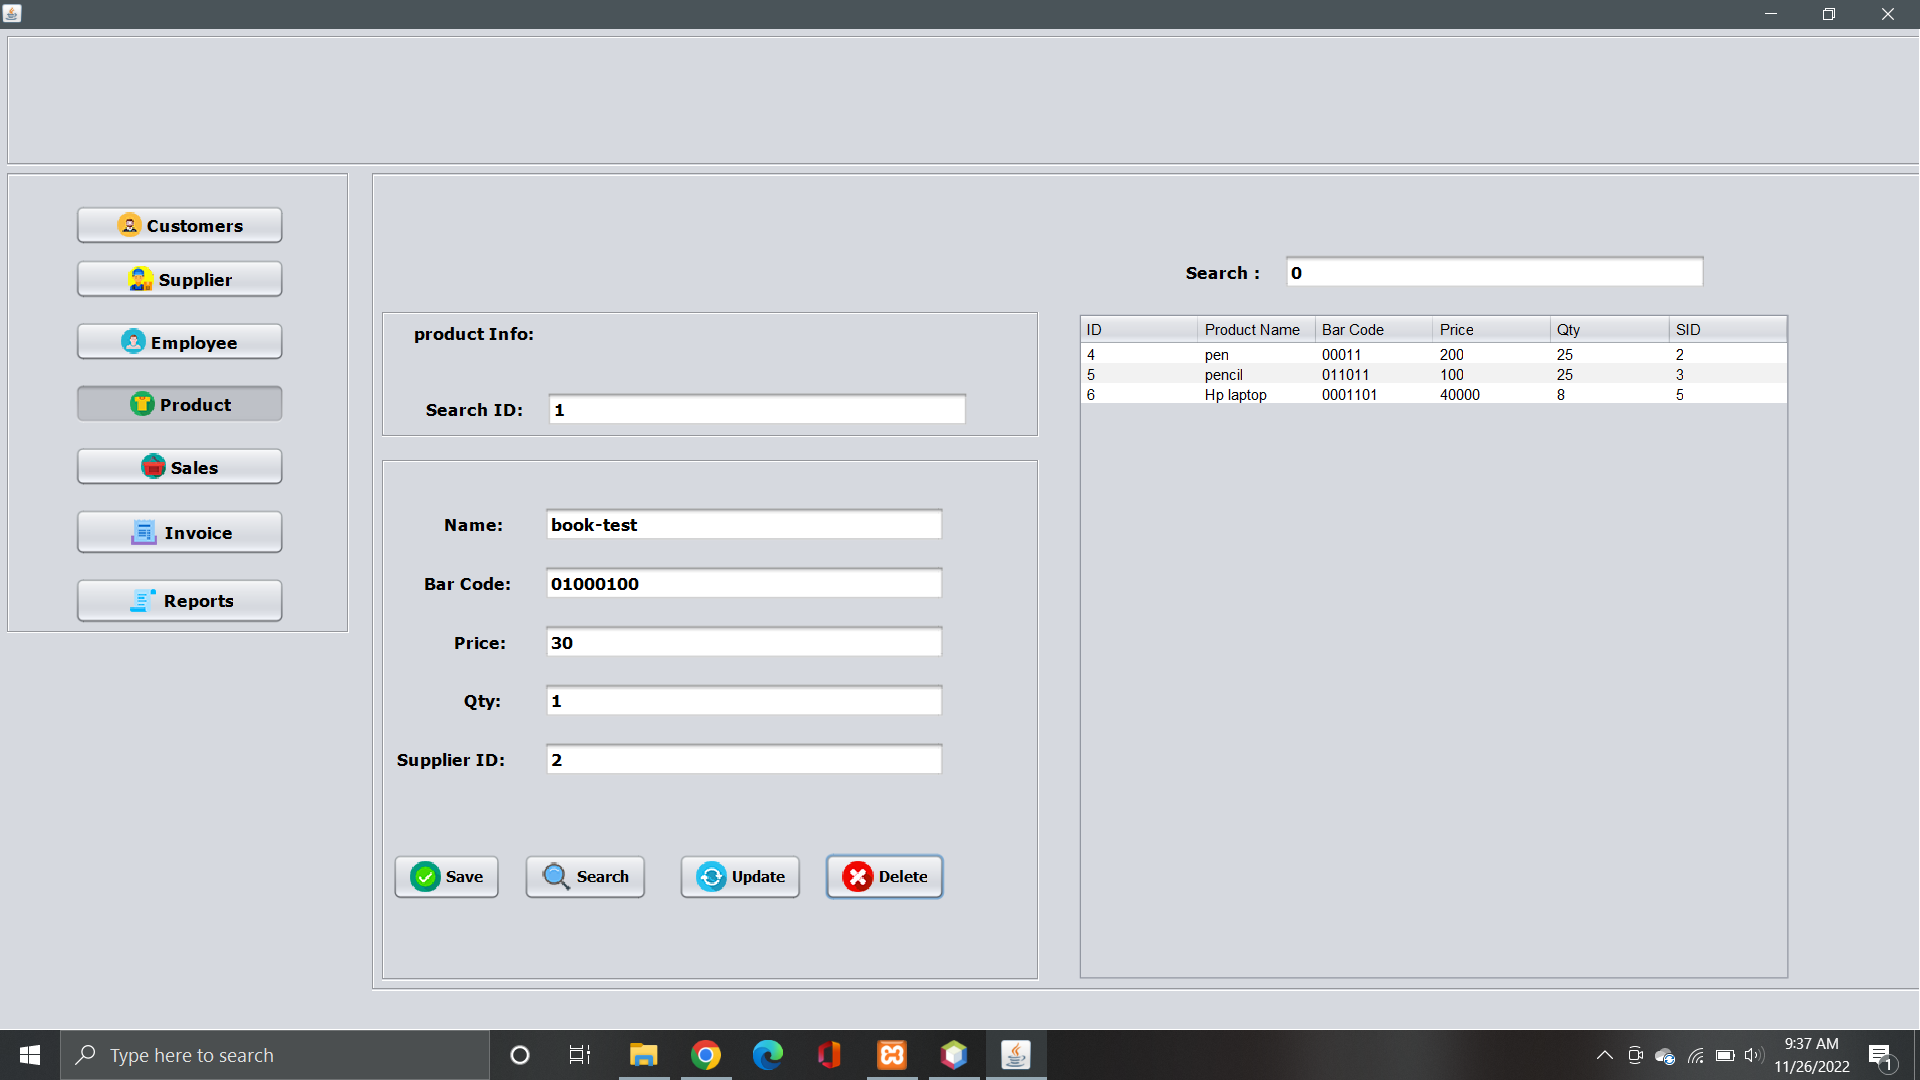 Customers
Supplier
Employee
Product
Sales
Invoice
Reports
product Info:
Search ID: 1
Name: book-test
Bar Code: 01000100
Price: 30
Qty: 1
Supplier ID: 2
Save Search Update Delete
Search : 0
ID Product Name Bar Code Price Qty SID
4 pen 00011 200 25 2
5 pencil 011011 100 25 3
6 Hp laptop 0001101 40000 8 5
Type here to search
9:37 AM
11/26/2022
1